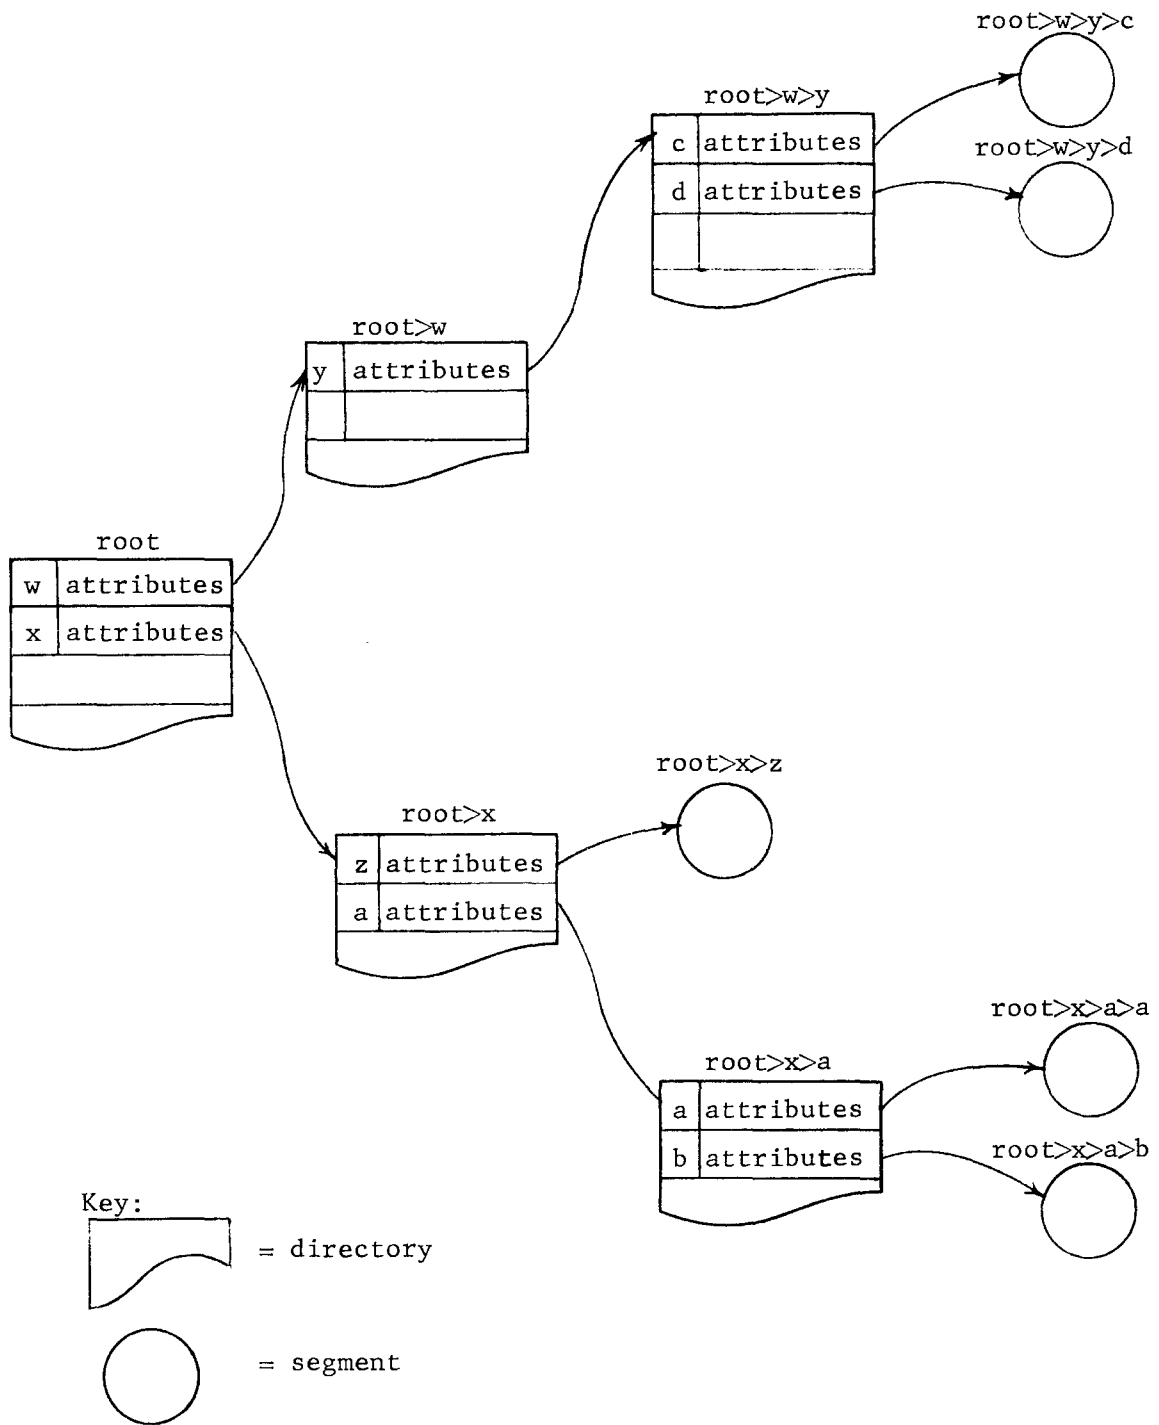 root>w>y>c
root>w>y
c attributes
root>w>y>d
d attributes
root>w
y attributes
root
w attributes
x attributes
root>x>z
root>x
z attributes
a attributes
root>x>a>a
root>x>a
a attributes
root>x>a>b
b attributes
Key:
= directory
= segment